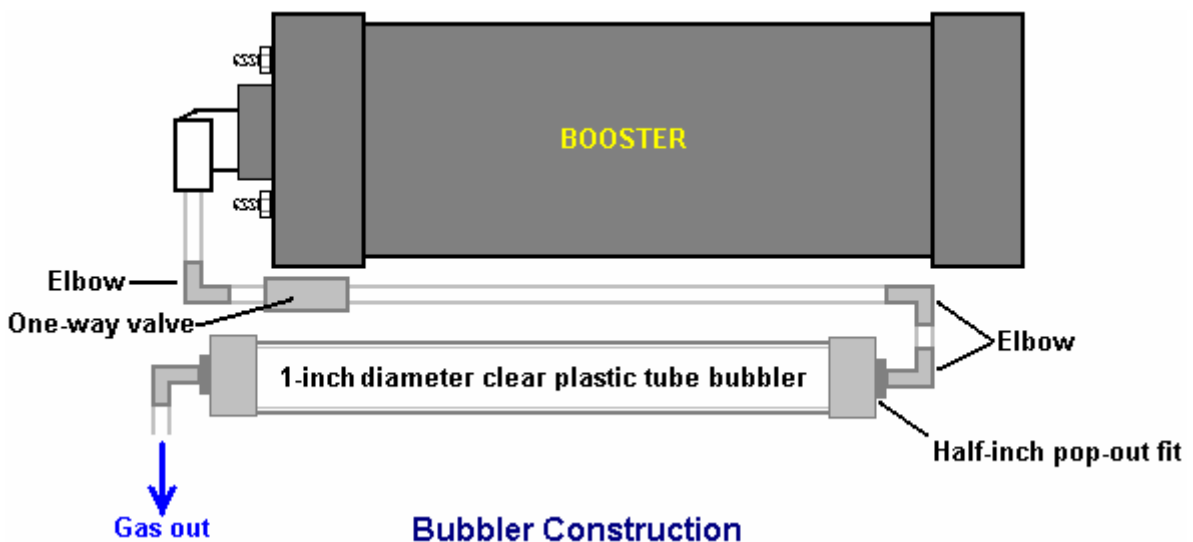 BOOSTER
Elbow
One-way valve
Elbow
1-inch diameter clear plastic tube bubbler
Half-inch pop-out fit
Gas out
Bubbler Construction